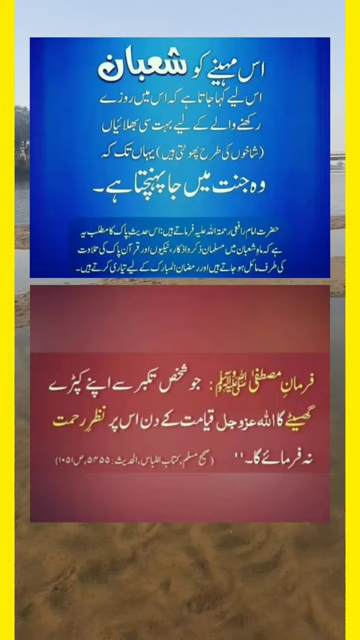 اس مہینے کو شعبان
اس لیے کہا جاتا ہے کہ اس میں روزے
رکھنے والے کے لیے بہت سی بھلائیاں
(شاخوں کی طرح پھوٹتی ہیں) یہاں تک کہ
وہ جنت میں جا پہنچتا ہے۔
حضرت امام رافعی رحمۃ اللہ علیہ فرماتے ہیں: اس حدیث پاک کا مطلب یہ
ہے کہ ماہ شعبان میں مسلمان ذکر و اذکار، نیکیوں اور قرآن پاک کی تلاوت
کی طرف مائل ہو جاتے ہیں اور رمضان المبارک کے لیے تیاری کرتے ہیں۔
فرمانِ مصطفیٰ ﷺ: جو شخص تکبر سے اپنے کپڑے
گھسیٹے گا اللہ عزوجل قیامت کے دن اس پر نظرِ رحمت
نہ فرمائے گا۔" (صحیح مسلم، کتاب اللباس، الحدیث: ۵۴۵۵، ص۱۰۵۱)